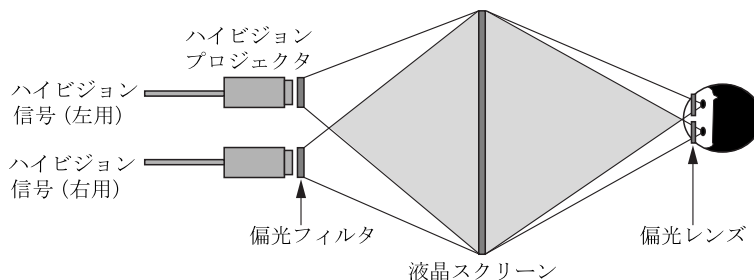 ハイビジョン
プロジェクタ
ハイビジョン
信号（左用）
ハイビジョン
信号（右用）
偏光フィルタ
偏光レンズ
液晶スクリーン